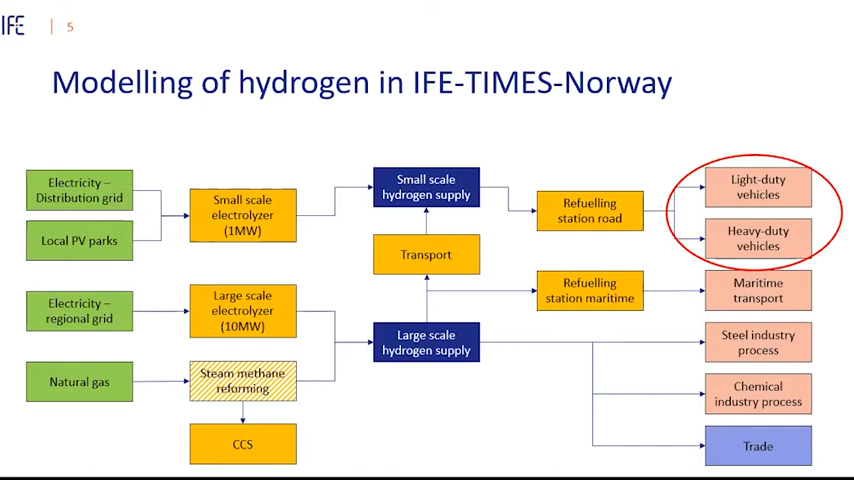 IFE | 5
Modelling of hydrogen in IFE-TIMES-Norway
Electricity –
Distribution grid
Local PV parks
Electricity –
regional grid
Natural gas
Small scale
electrolyzer
(1MW)
Large scale
electrolyzer
(10MW)
Steam methane
reforming
CCS
Small scale
hydrogen supply
Transport
Large scale
hydrogen supply
Refuelling
station road
Refuelling
station maritime
Light-duty
vehicles
Heavy-duty
vehicles
Maritime
transport
Steel industry
process
Chemical
industry process
Trade